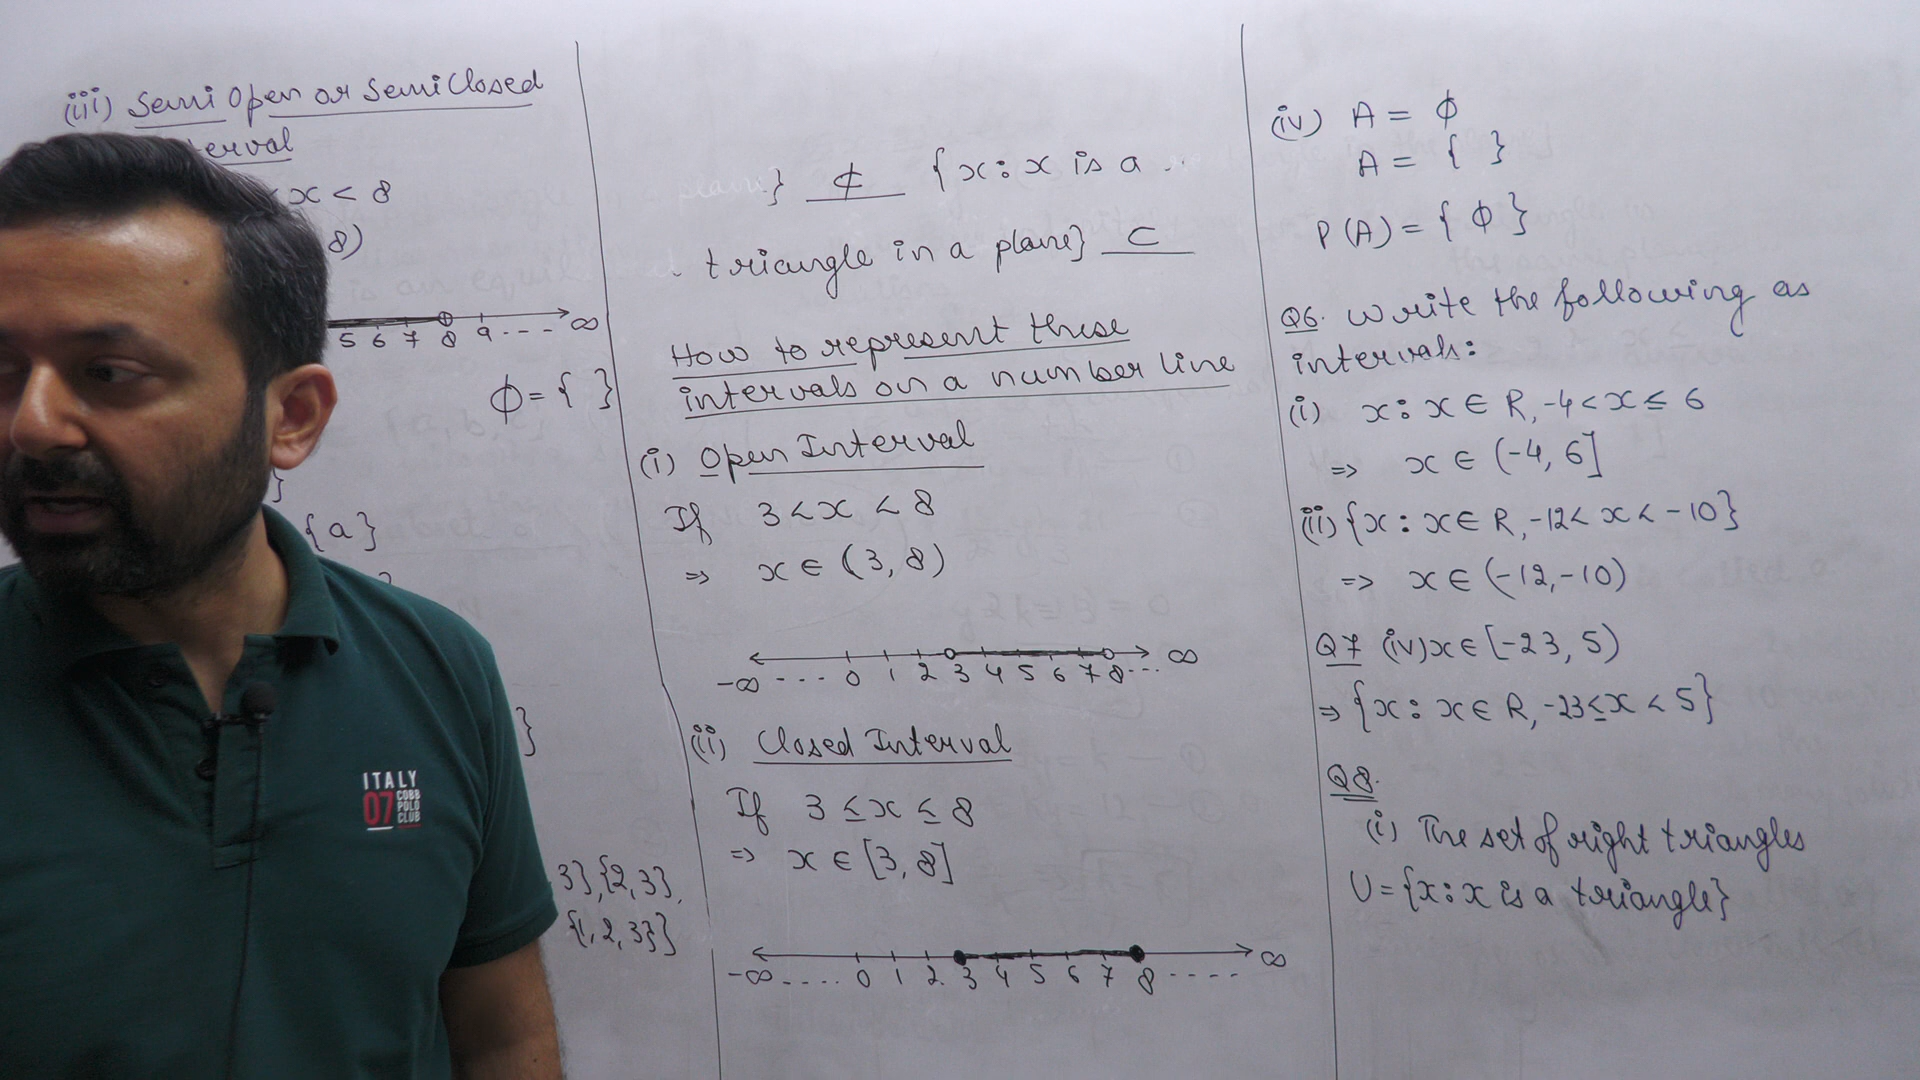 (iii) Semi Open or Semi Closed
erval
< x < 8
8)
5 6 7 8 9 ---- ∞
ϕ = { }
}
{a}
}
3},{2,3},
{1,2,3}}
} ⊄ {x : x is a ..
. triangle in a plane} ⊂
How to represent these
intervals on a number line
(i) Open Interval
If 3 < x < 8
⇒ x ∈ (3, 8)
-∞ --- 0 1 2 3 4 5 6 7 8 --- ∞
(ii) Closed Interval
If 3 ≤ x ≤ 8
⇒ x ∈ [3, 8]
-∞ .... 0 1 2 3 4 5 6 7 8 ----- ∞
(iv) A = ϕ
A = { }
P(A) = { ϕ }
Q6. Write the following as
intervals:
(i) x : x ∈ R, -4 < x ≤ 6
⇒ x ∈ (-4, 6]
(ii) {x : x ∈ R, -12 < x < -10}
⇒ x ∈ (-12, -10)
Q7 (iv) x ∈ [-23, 5)
⇒ {x : x ∈ R, -23 ≤ x < 5}
Q8.
(i) The set of right triangles
U = {x : x is a triangle}
ITALY
07 COBB
POLO
CLUB